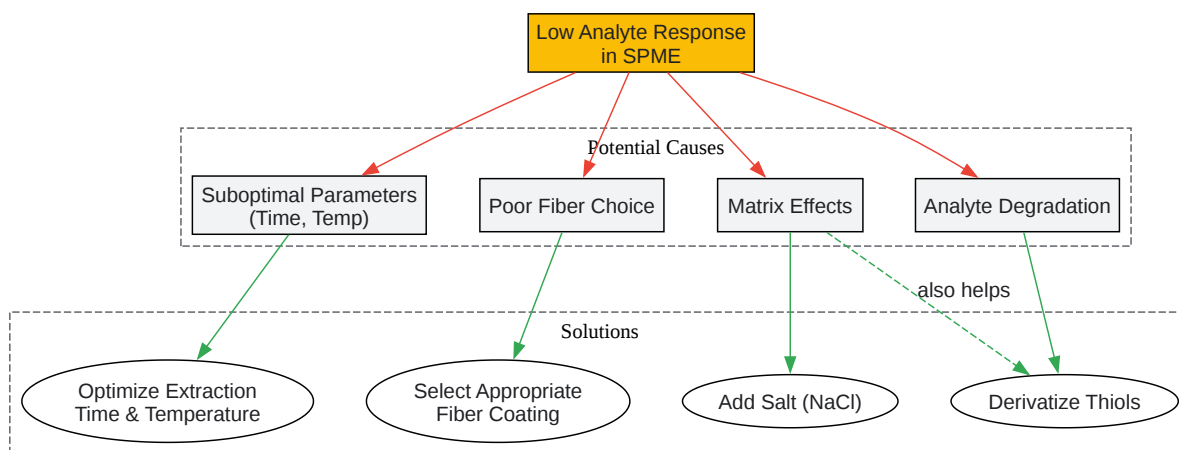 Low Analyte Response
in SPME
Potential Causes
Suboptimal Parameters
(Time, Temp)
Poor Fiber Choice
Matrix Effects
Analyte Degradation
also helps
Solutions
Optimize Extraction
Time & Temperature
Select Appropriate
Fiber Coating
Add Salt (NaCl)
Derivatize Thiols